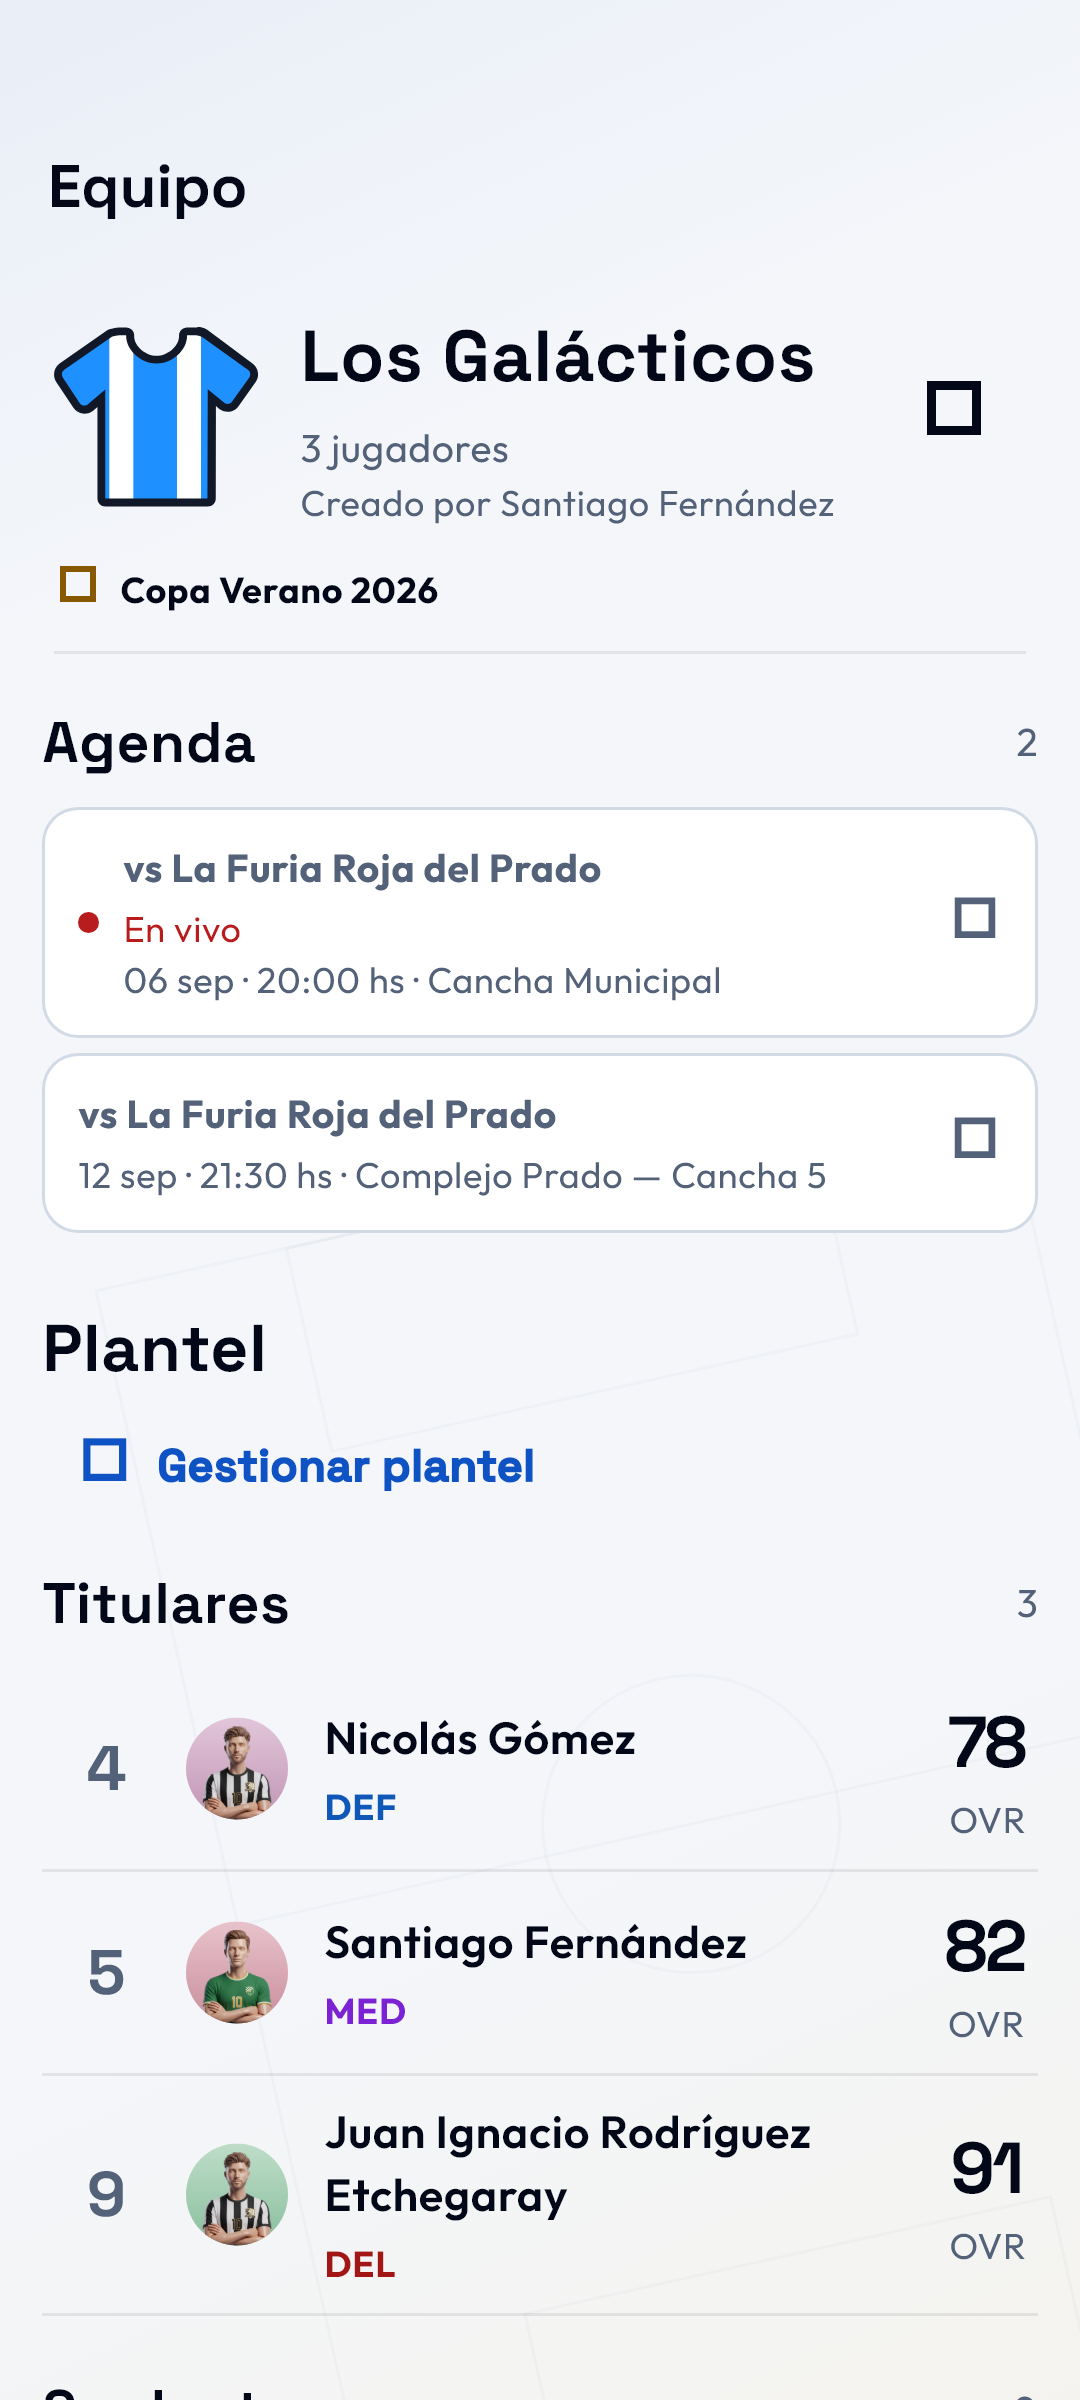 Equipo
Los Galácticos
3 jugadores
Creado por Santiago Fernández
Copa Verano 2026
Agenda
2
vs La Furia Roja del Prado
En vivo
06 sep · 20:00 hs · Cancha Municipal
vs La Furia Roja del Prado
12 sep · 21:30 hs · Complejo Prado — Cancha 5
Plantel
Gestionar plantel
Titulares
3
4
Nicolás Gómez
DEF
78
OVR
5
Santiago Fernández
MED
82
OVR
9
Juan Ignacio Rodríguez
Etchegaray
DEL
91
OVR